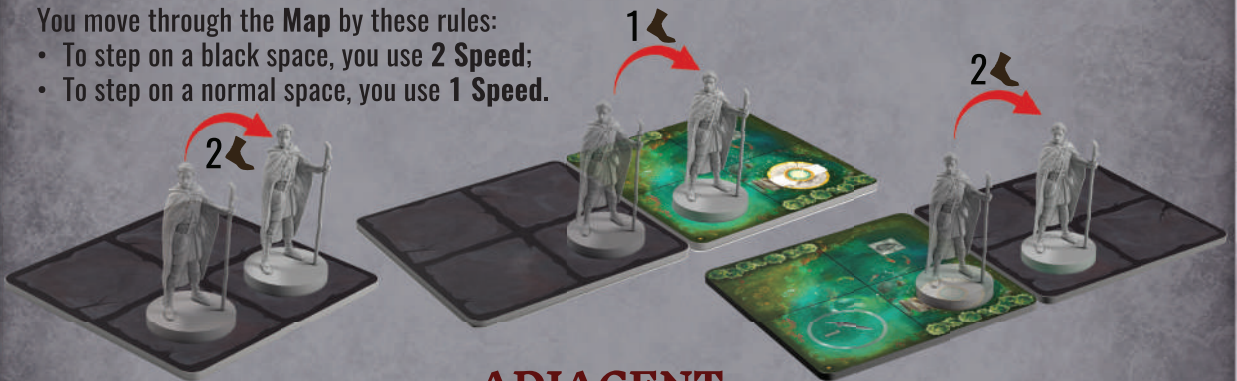 You move through the Map by these rules:
• To step on a black space, you use 2 Speed;
• To step on a normal space, you use 1 Speed.
1
2
2
ADJACENT